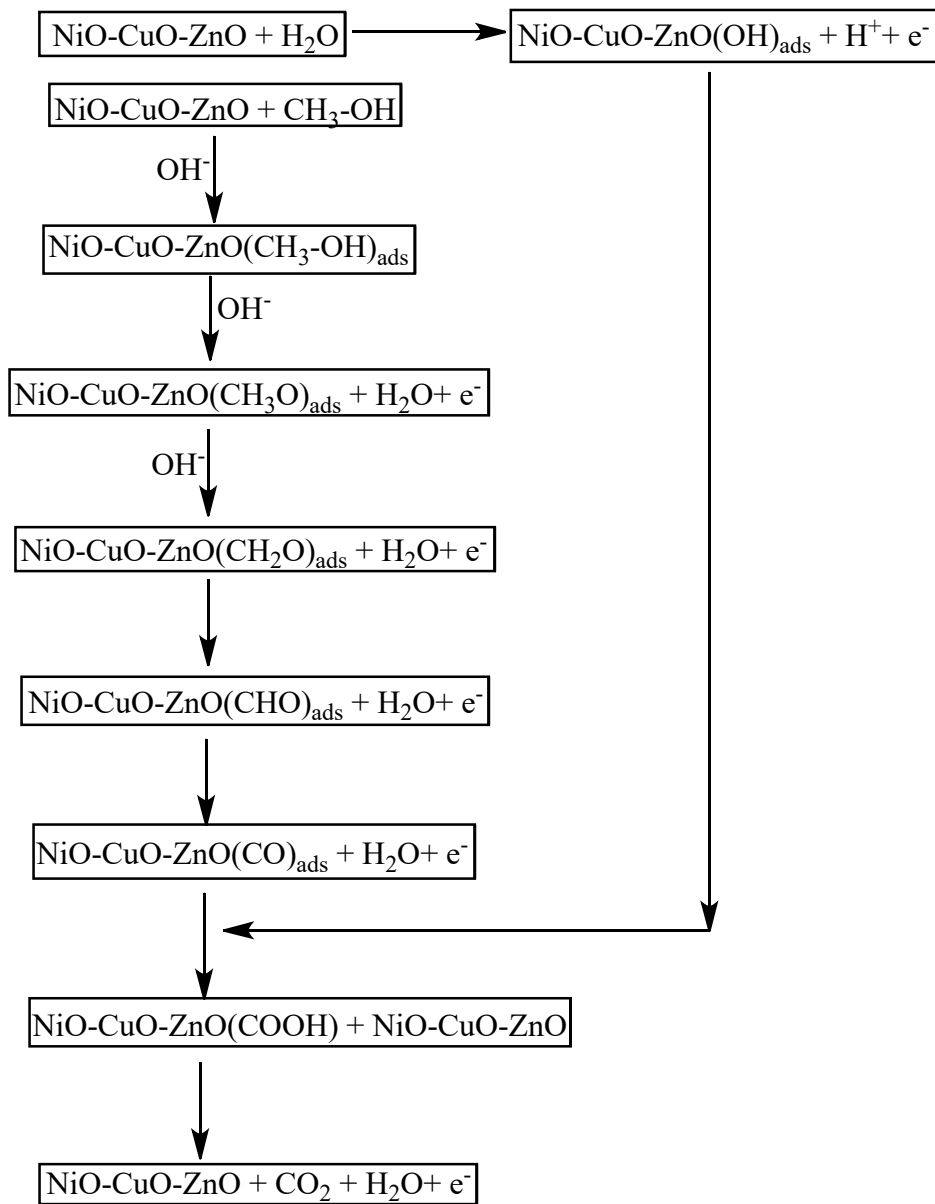 NiO-CuO-ZnO + H₂O
NiO-CuO-ZnO(OH)ₐds + H⁺+ e⁻
NiO-CuO-ZnO + CH₃-OH
OH⁻
NiO-CuO-ZnO(CH₃-OH)ₐds
OH⁻
NiO-CuO-ZnO(CH₃O)ₐds + H₂O+ e⁻
OH⁻
NiO-CuO-ZnO(CH₂O)ₐds + H₂O+ e⁻
NiO-CuO-ZnO(CHO)ₐds + H₂O+ e⁻
NiO-CuO-ZnO(CO)ₐds + H₂O+ e⁻
NiO-CuO-ZnO(COOH) + NiO-CuO-ZnO
NiO-CuO-ZnO + CO₂ + H₂O+ e⁻